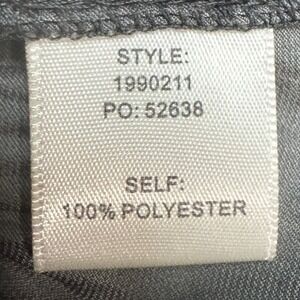 STYLE:
1990211
PO: 52638
SELF:
100% POLYESTER